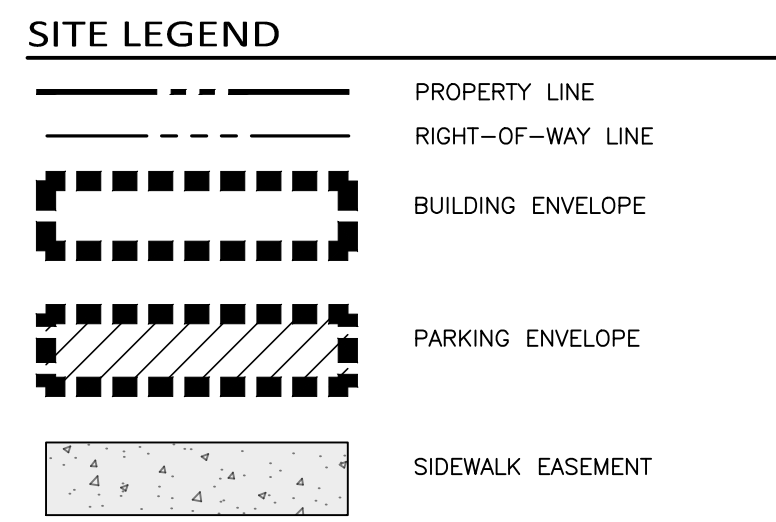 SITE LEGEND
PROPERTY LINE
RIGHT-OF-WAY LINE
BUILDING ENVELOPE
PARKING ENVELOPE
SIDEWALK EASEMENT